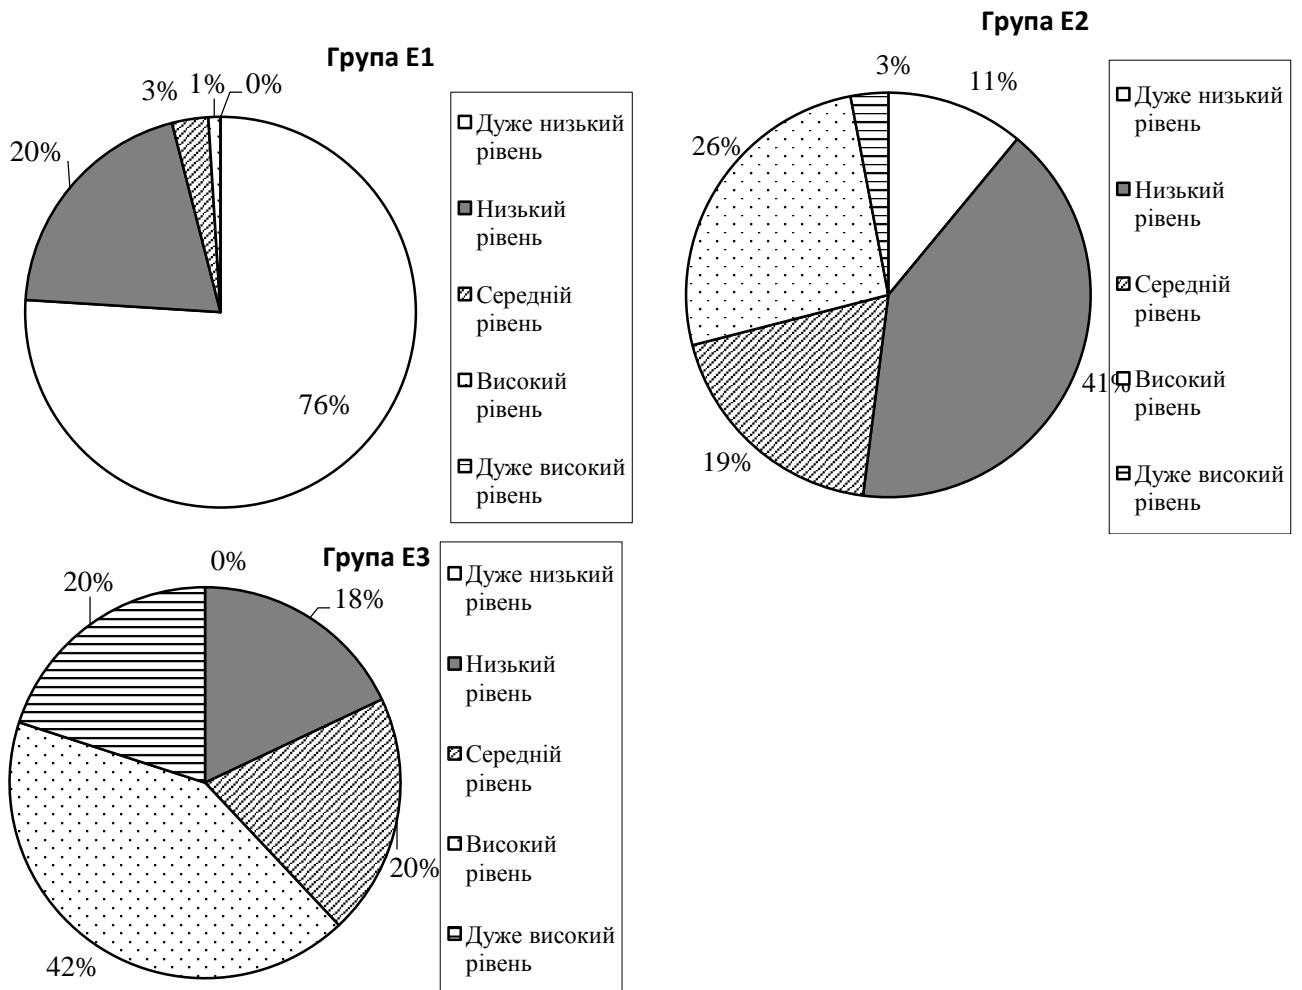 Група Е1
3%
1%
0%
20%
76%
Дуже низький
рівень
Низький
рівень
Середній
рівень
Високий
рівень
Дуже високий
рівень
Група Е2
3%
11%
26%
41%
19%
Дуже низький
рівень
Низький
рівень
Середній
рівень
Високий
рівень
Дуже високий
рівень
Група Е3
0%
20%
18%
20%
42%
Дуже низький
рівень
Низький
рівень
Середній
рівень
Високий
рівень
Дуже високий
рівень